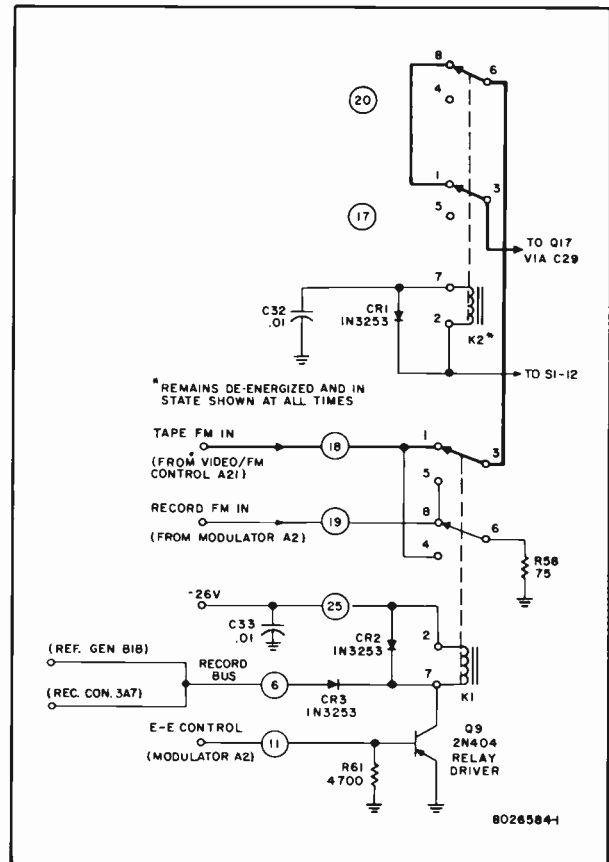 8
6
20
4
1
3
17
5
TO Q17
VIA C29
7
C32
.01
CR1
1N3253
2
K2*
TO S1-12
*REMAINS DE-ENERGIZED AND IN
STATE SHOWN AT ALL TIMES
TAPE FM IN
18
1
(FROM VIDEO/FM
CONTROL A21)
3
5
RECORD FM IN
19
8
(FROM MODULATOR A2)
6
4
R58
75
-26V
25
C33
.01
CR2
1N3253
2
(REF. GEN 818)
RECORD
BUS
6
7
K1
(REC. CON. 3A7)
CR3
1N3253
E-E CONTROL
11
Q9
2N404
RELAY
DRIVER
(MODULATOR A2)
R61
4700
8026584-1